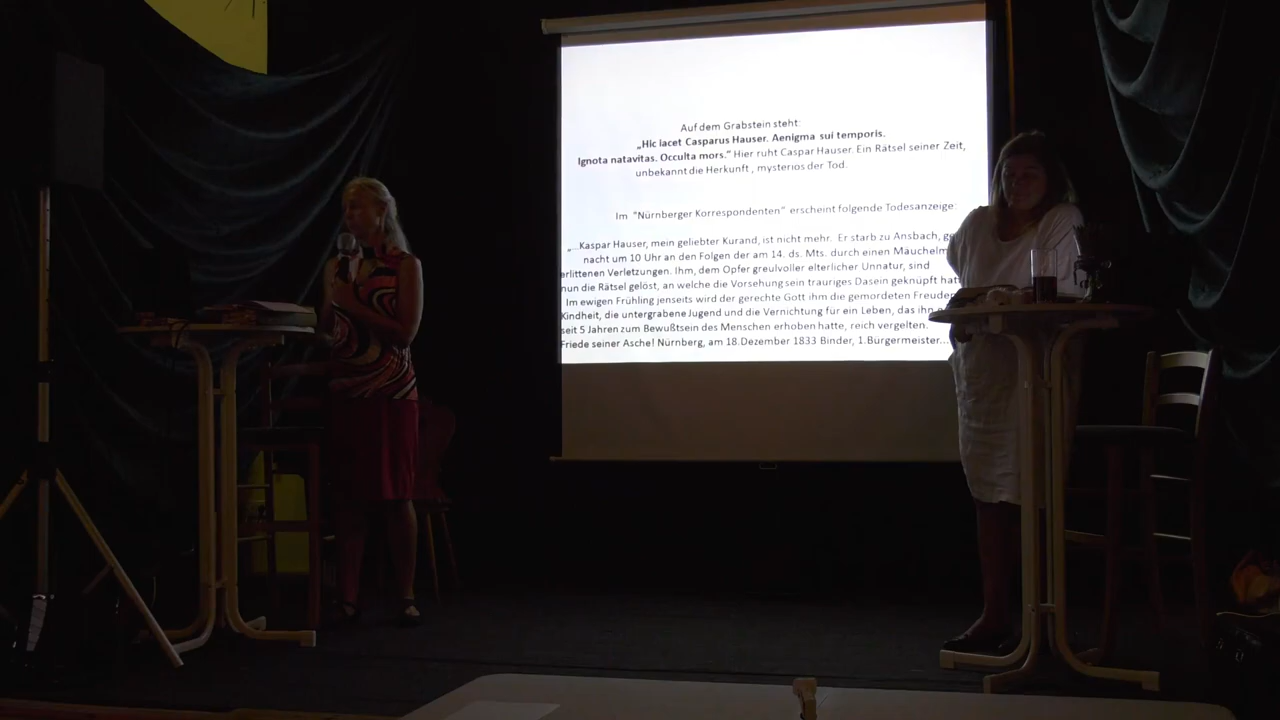 Auf dem Grabstein steht:
„Hic iacet Casparus Hauser. Aenigma sui temporis.
Ignota natavitas. Occulta mors.“ Hier ruht Caspar Hauser. Ein Rätsel seiner Zeit,
unbekannt die Herkunft , mysteriös der Tod.
Im "Nürnberger Korrespondenten" erscheint folgende Todesanzeige:
„...Kaspar Hauser, mein geliebter Kurand, ist nicht mehr. Er starb zu Ansbach,
nacht um 10 Uhr an den Folgen der am 14. ds. Mts. durch einen
erlittenen Verletzungen. Ihm, dem Opfer greulvoller elterlicher Unnatur, sind
nun die Rätsel gelöst, an welche die Vorsehung sein trauriges Dasein geknüpft
Im ewigen Frühling jenseits wird der gerechte Gott ihm die gemordeten Freuden
Kindheit, die untergrabene Jugend und die Vernichtung für ein Leben, das ihn
seit 5 Jahren zum Bewußtsein des Menschen erhoben hatte, reich vergelten.
Friede seiner Asche! Nürnberg, am 18.Dezember 1833 Binder, 1.Bürgermeister...